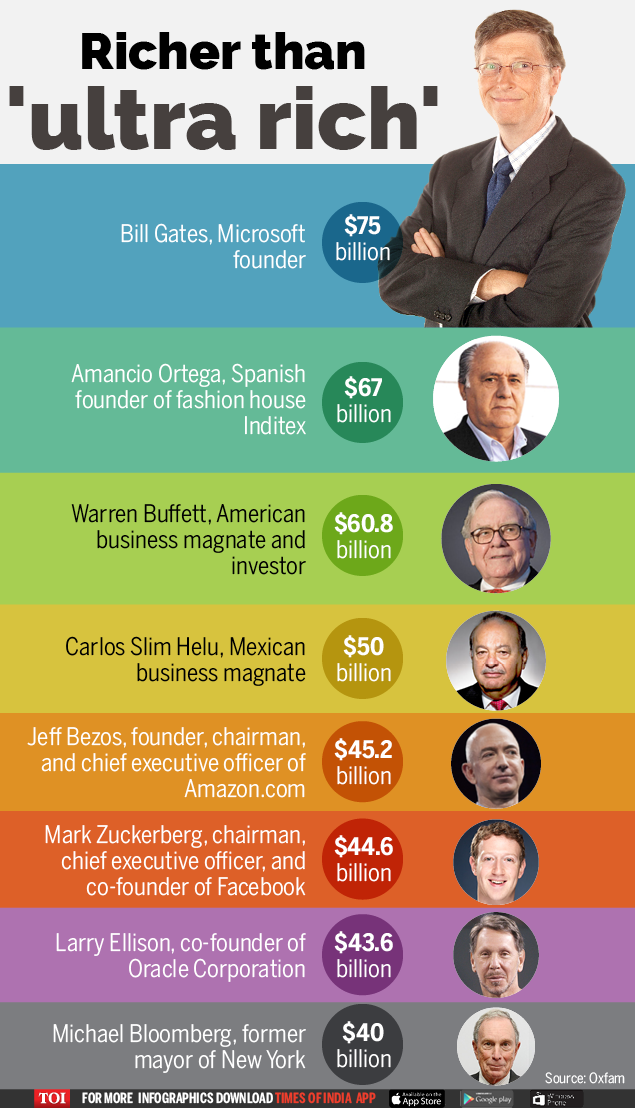 Richer than
'ultra rich'
Bill Gates, Microsoft
founder
$75
billion
Amancio Ortega, Spanish
founder of fashion house
Inditex
$67
billion
Warren Buffett, American
business magnate and
investor
$60.8
billion
Carlos Slim Helu, Mexican
business magnate
$50
billion
Jeff Bezos, founder, chairman,
and chief executive officer of
Amazon.com
$45.2
billion
Mark Zuckerberg, chairman,
chief executive officer, and
co-founder of Facebook
$44.6
billion
Larry Ellison, co-founder of
Oracle Corporation
$43.6
billion
Michael Bloomberg, former
mayor of New York
$40
billion
Source: Oxfam
TOI FOR MORE INFOGRAPHICS DOWNLOAD TIMES OF INDIA APP
Available on the
App Store
Google play
Windows
Phone